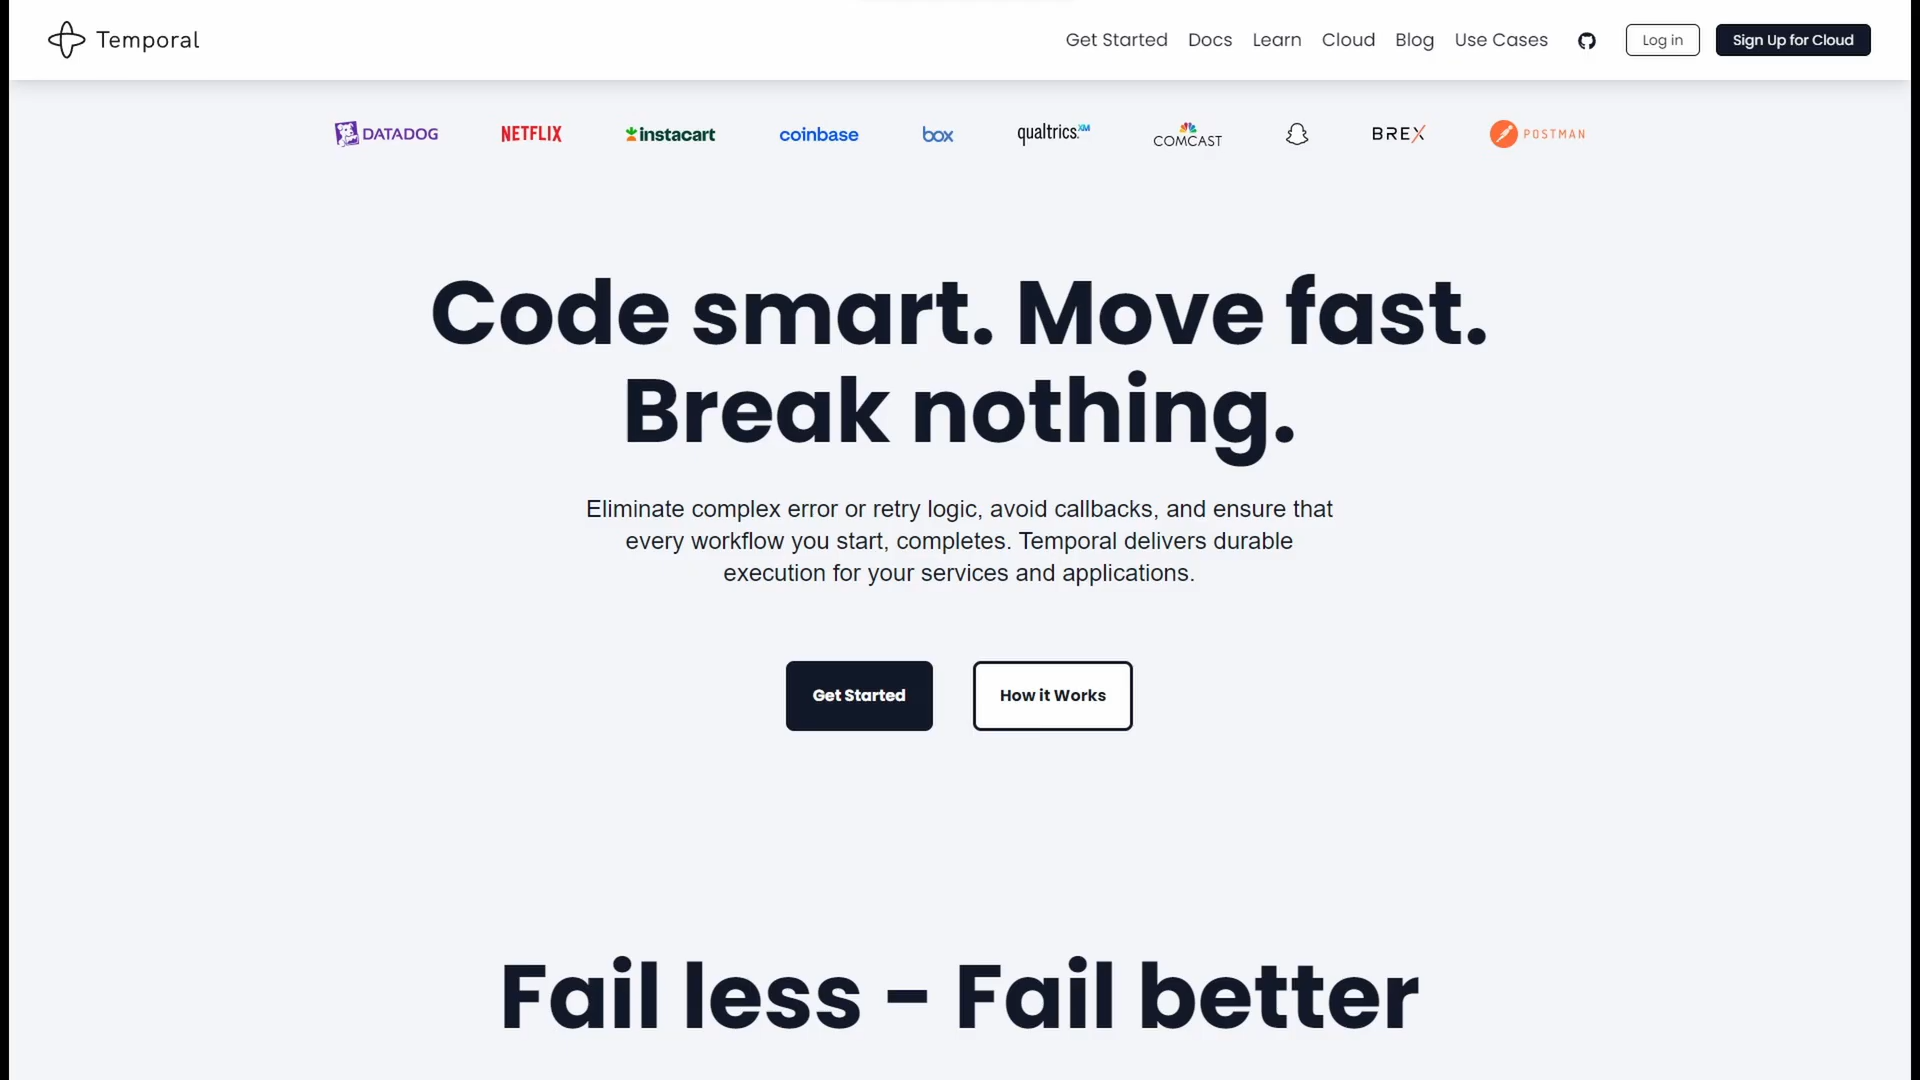 Temporal
Get Started Docs Learn Cloud Blog Use Cases Log in Sign Up for Cloud
DATADOG NETFLIX instacart coinbase box qualtrics.XM COMCAST BREX POSTMAN
Code smart. Move fast.
Break nothing.
Eliminate complex error or retry logic, avoid callbacks, and ensure that
every workflow you start, completes. Temporal delivers durable
execution for your services and applications.
Get Started How it Works
Fail less - Fail better